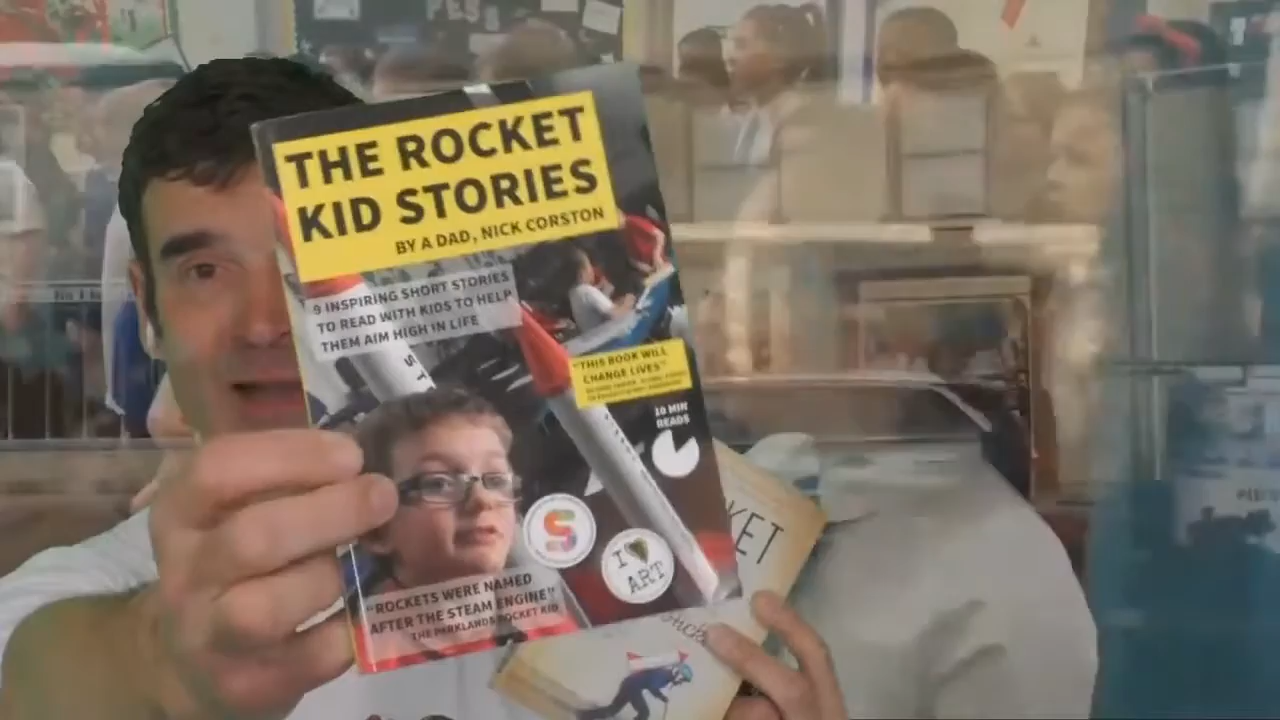 THE ROCKET
KID STORIES
BY A DAD, NICK CORSTON
9 INSPIRING SHORT STORIES
TO READ WITH KIDS TO HELP
THEM AIM HIGH IN LIFE
"THIS BOOK WILL
CHANGE LIVES"
10 MIN
READS
S
I
ART
"ROCKETS WERE NAMED
AFTER THE STEAM ENGINE"
THE PARKLANDS ROCKET KID
KET